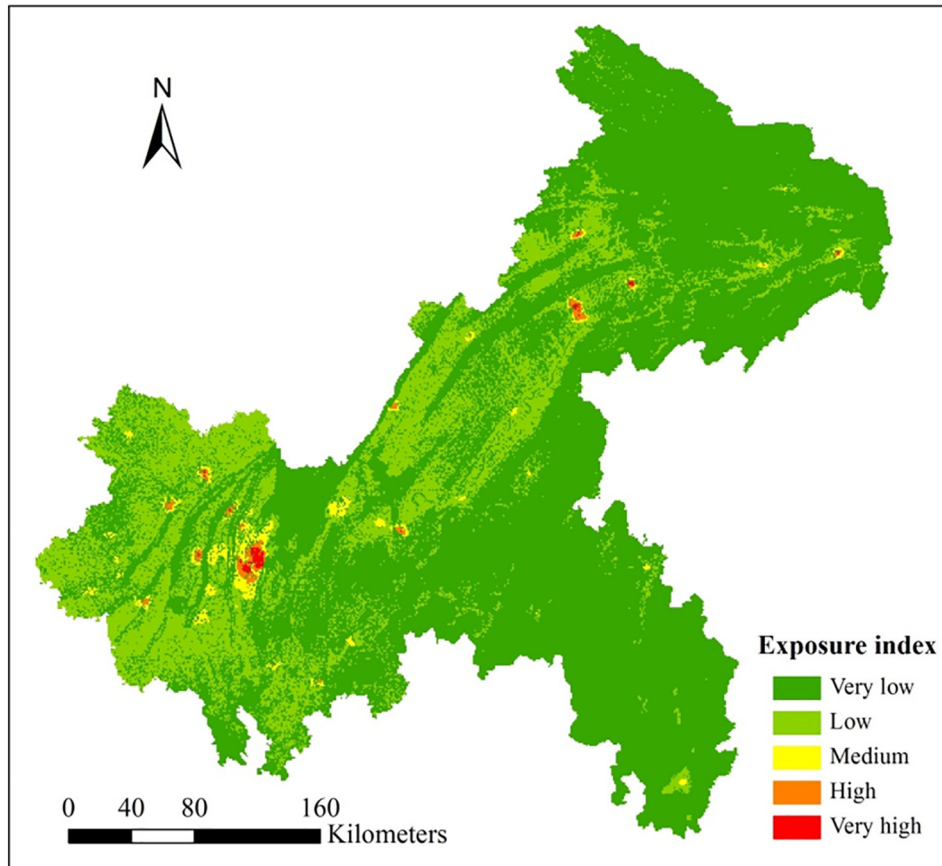 N
Exposure index
Very low
Low
Medium
High
Very high
0 40 80 160
Kilometers